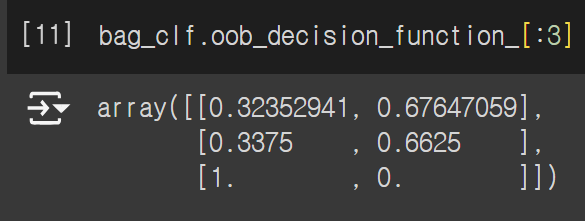 [11] bag_clf.oob_decision_function_[:3]
array([[0.32352941, 0.67647059],
[0.3375    , 0.6625    ],
[1.        , 0.        ]])